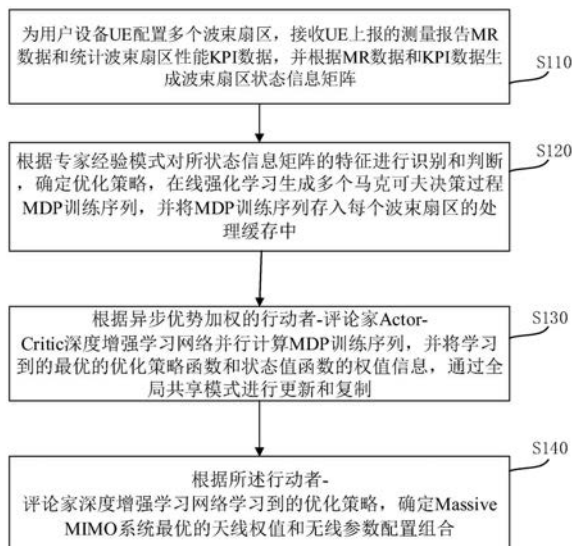 为用户设备UE配置多个波束扇区，接收UE上报的测量报告MR
数据和统计波束扇区性能KPI数据，并根据MR数据和KPI数据生
成波束扇区状态信息矩阵
S110
根据专家经验模式对所状态信息矩阵的特征进行识别和判断
，确定优化策略，在线强化学习生成多个马克可夫决策过程
MDP训练序列，并将MDP训练序列存入每个波束扇区的处
理缓存中
S120
根据异步优势加权的行动者-评论家Actor-
Critic深度增强学习网络并行计算MDP训练序列，并将学习
到的最优的优化策略函数和状态值函数的权值信息，通过全
局共享模式进行更新和复制
S130
根据所述行动者-
评论家深度增强学习网络学习到的优化策略，确定Massive
MIMO系统最优的天线权值和无线参数配置组合
S140